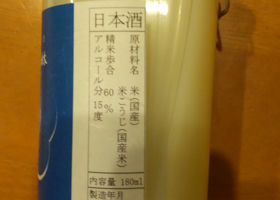 日本酒
原材料名 米(国産) 米こうじ(国産米)
精米歩合 60%
アルコール分 15度
内容量 180ml
製造年月